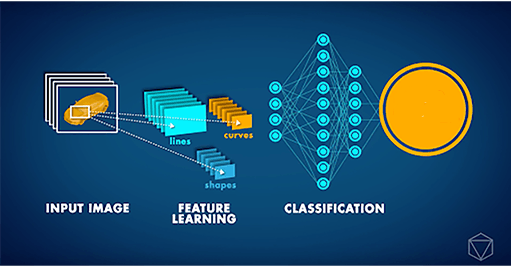 lines
curves
shapes
INPUT IMAGE
FEATURE
LEARNING
CLASSIFICATION